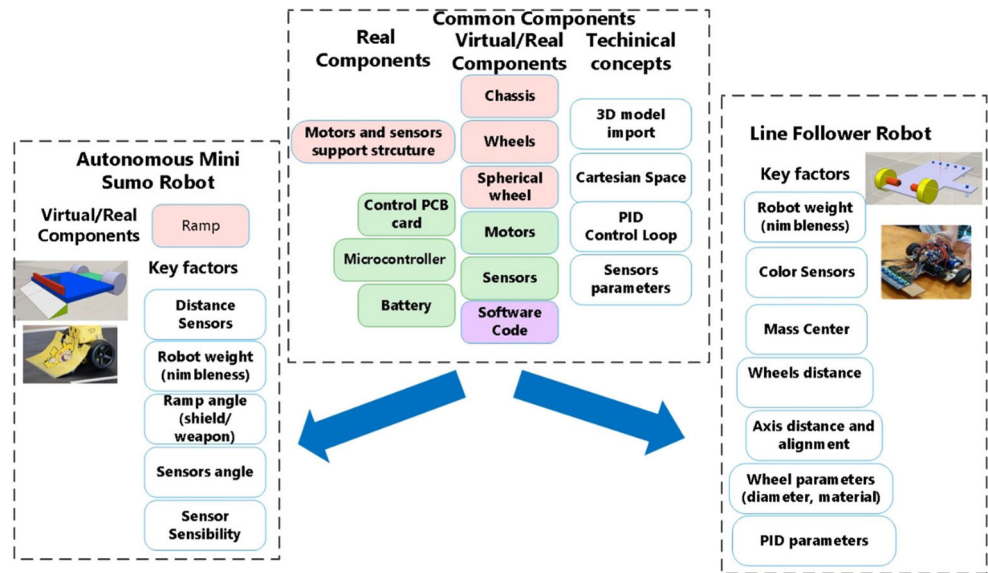 Common Components
Real
Components
Virtual/Real
Components
Techinical
concepts
Motors and sensors
support strcuture
Control PCB
card
Microcontroller
Battery
Chassis
Wheels
Spherical
wheel
Motors
Sensors
Software
Code
3D model
import
Cartesian Space
PID
Control Loop
Sensors
parameters
Autonomous Mini
Sumo Robot
Virtual/Real
Components
Ramp
Key factors
Distance
Sensors
Robot weight
(nimbleness)
Ramp angle
(shield/
weapon)
Sensors angle
Sensor
Sensibility
Line Follower Robot
Key factors
Robot weight
(nimbleness)
Color Sensors
Mass Center
Wheels distance
Axis distance and
alignment
Wheel parameters
(diameter, material)
PID parameters